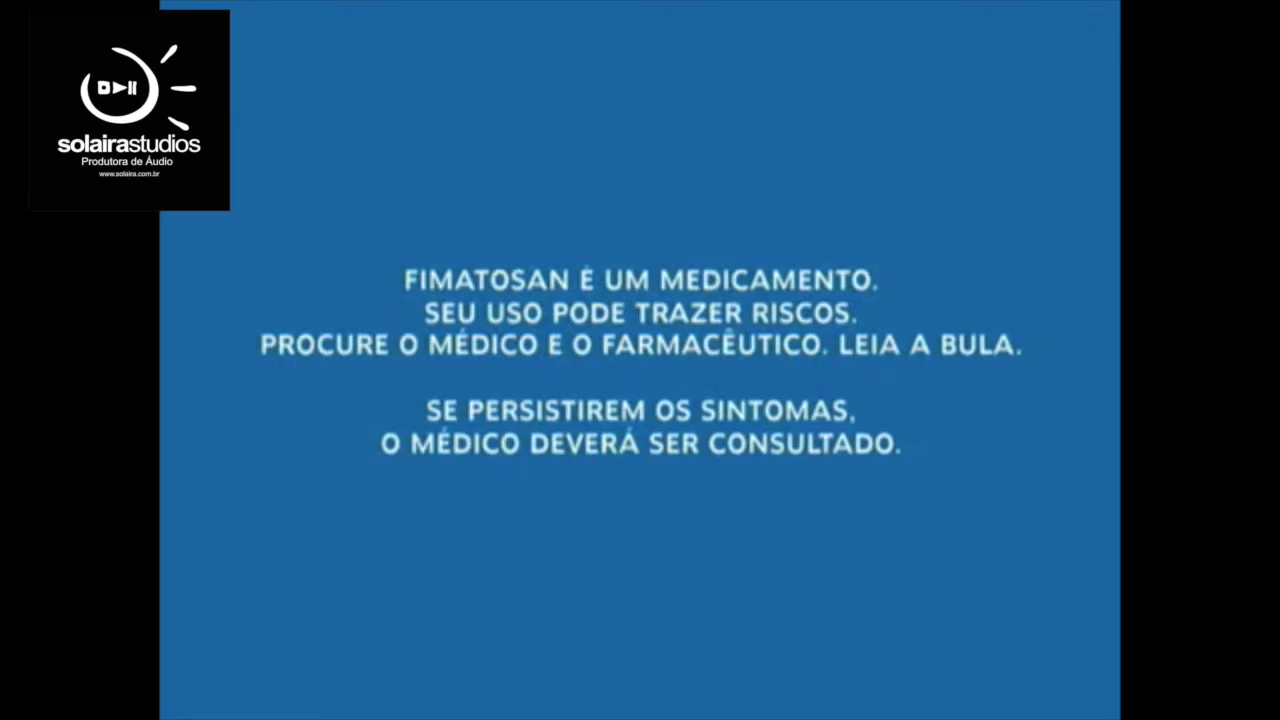 solairastudios
Produtora de Áudio
www.solaira.com.br
FIMATOSAN É UM MEDICAMENTO.
SEU USO PODE TRAZER RISCOS.
PROCURE O MÉDICO E O FARMACÊUTICO. LEIA A BULA.
SE PERSISTIREM OS SINTOMAS,
O MÉDICO DEVERÁ SER CONSULTADO.